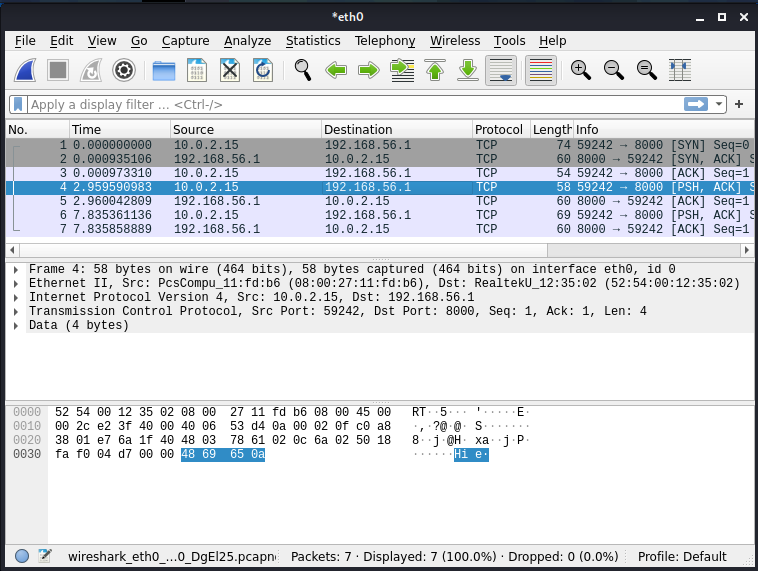 *eth0
File Edit View Go Capture Analyze Statistics Telephony Wireless Tools Help
Apply a display filter ... <Ctrl-/>
No. Time Source Destination Protocol Length Info
1 0.000000000 10.0.2.15 192.168.56.1 TCP 74 59242 → 8000 [SYN] Seq=0
2 0.000935106 192.168.56.1 10.0.2.15 TCP 60 8000 → 59242 [SYN, ACK] S
3 0.000973310 10.0.2.15 192.168.56.1 TCP 54 59242 → 8000 [ACK] Seq=1
4 2.959590983 10.0.2.15 192.168.56.1 TCP 58 59242 → 8000 [PSH, ACK] S
5 2.960042809 192.168.56.1 10.0.2.15 TCP 60 8000 → 59242 [ACK] Seq=1
6 7.835361136 10.0.2.15 192.168.56.1 TCP 69 59242 → 8000 [PSH, ACK] S
7 7.835858889 192.168.56.1 10.0.2.15 TCP 60 8000 → 59242 [ACK] Seq=1
Frame 4: 58 bytes on wire (464 bits), 58 bytes captured (464 bits) on interface eth0, id 0
Ethernet II, Src: PcsCompu_11:fd:b6 (08:00:27:11:fd:b6), Dst: RealtekU_12:35:02 (52:54:00:12:35:02)
Internet Protocol Version 4, Src: 10.0.2.15, Dst: 192.168.56.1
Transmission Control Protocol, Src Port: 59242, Dst Port: 8000, Seq: 1, Ack: 1, Len: 4
Data (4 bytes)
0000 52 54 00 12 35 02 08 00 27 11 fd b6 08 00 45 00 RT··5··· '·····E·
0010 00 2c e2 3f 40 00 40 06 53 d4 0a 00 02 0f c0 a8 ·,·?@·@· S·······
0020 38 01 e7 6a 1f 40 48 03 78 61 02 0c 6a 02 50 18 8··j·@H· xa··j·P·
0030 fa f0 04 d7 00 00 48 69 65 0a ······Hi e·
wireshark_eth0_...0_DgEl25.pcapn Packets: 7 · Displayed: 7 (100.0%) · Dropped: 0 (0.0%) Profile: Default